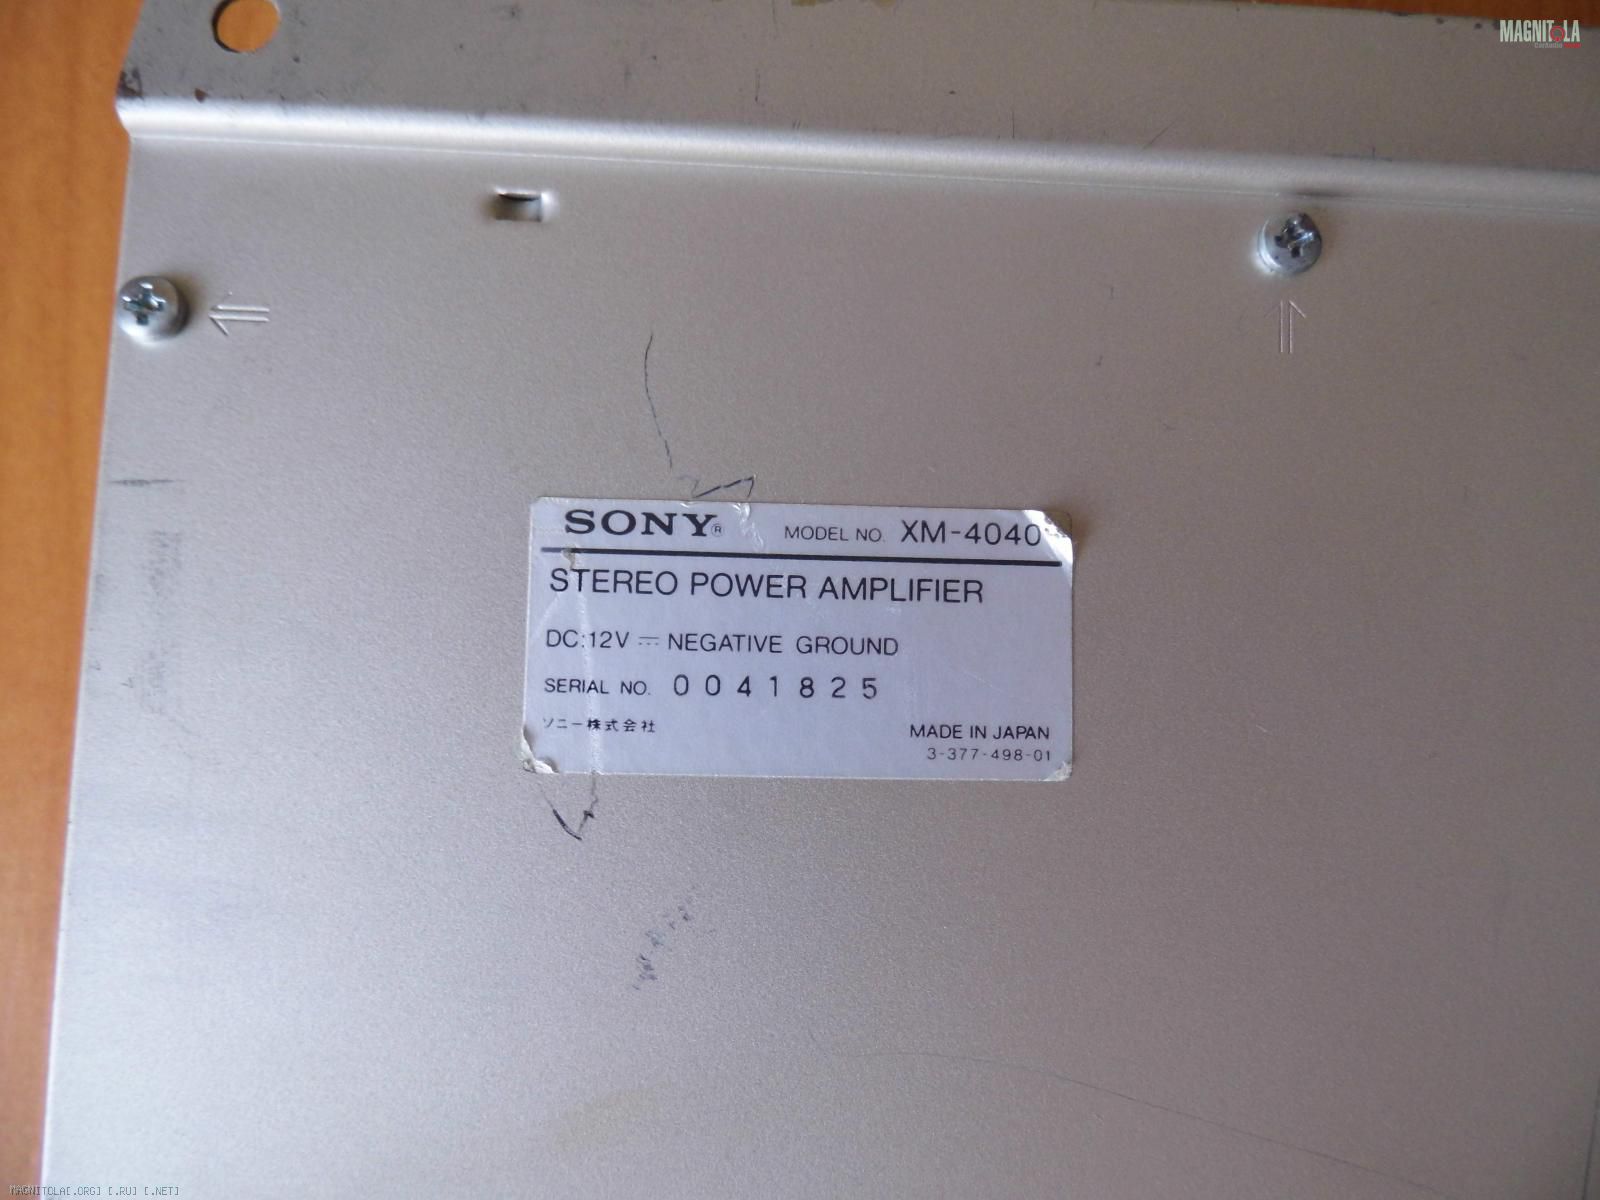 MAGNITOLA
SONY® MODEL NO. XM-4040
STEREO POWER AMPLIFIER
DC:12V ⎓ NEGATIVE GROUND
SERIAL NO. 0041825
ソニー株式会社
MADE IN JAPAN
3-377-498-01
MAGNITOLA[.ORG] [.RU] [.NET]